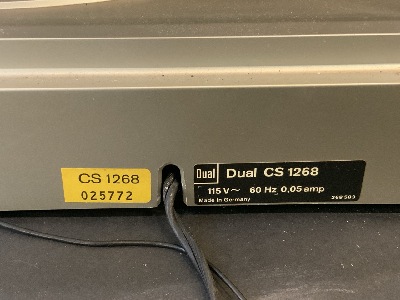 CS 1268
025772
Dual Dual CS 1268
115 V~ 60 Hz 0,05 amp
Made in Germany